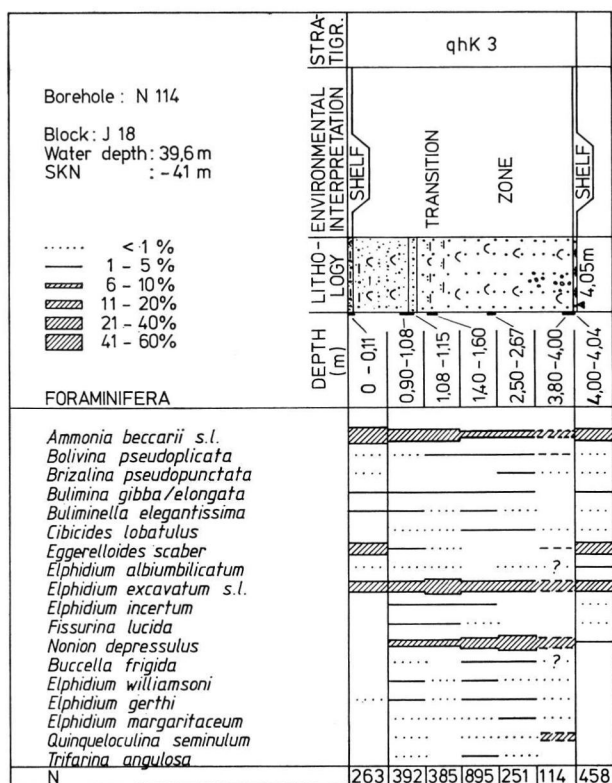 STRA-
TIGR.
qhK 3
Borehole : N 114
Block: J 18
Water depth: 39,6 m
SKN : - 41 m
ENVIRONMENTAL
INTERPRETATION
SHELF
TRANSITION
ZONE
SHELF
< 1 %
1 - 5 %
6 - 10 %
11 - 20%
21 - 40%
41 - 60%
LITHO-
LOGY
4,05m
DEPTH
(m)
0 - 0,11
0,90-1,08
1,08-1,15
1,40-1,60
2,50-2,67
3,80-4,00
4,00-4,04
FORAMINIFERA
Ammonia beccarii s.l.
Bolivina pseudoplicata
Brizalina pseudopunctata
Bulimina gibba/elongata
Buliminella elegantissima
Cibicides lobatulus
Eggerelloides scaber
Elphidium albiumbilicatum ?
Elphidium excavatum s.l.
Elphidium incertum
Fissurina lucida
Nonion depressulus
Buccella frigida ?
Elphidium williamsoni
Elphidium gerthi
Elphidium margaritaceum
Quinqueloculina seminulum
Trifarina angulosa
N 263 392 385 895 251 114 458